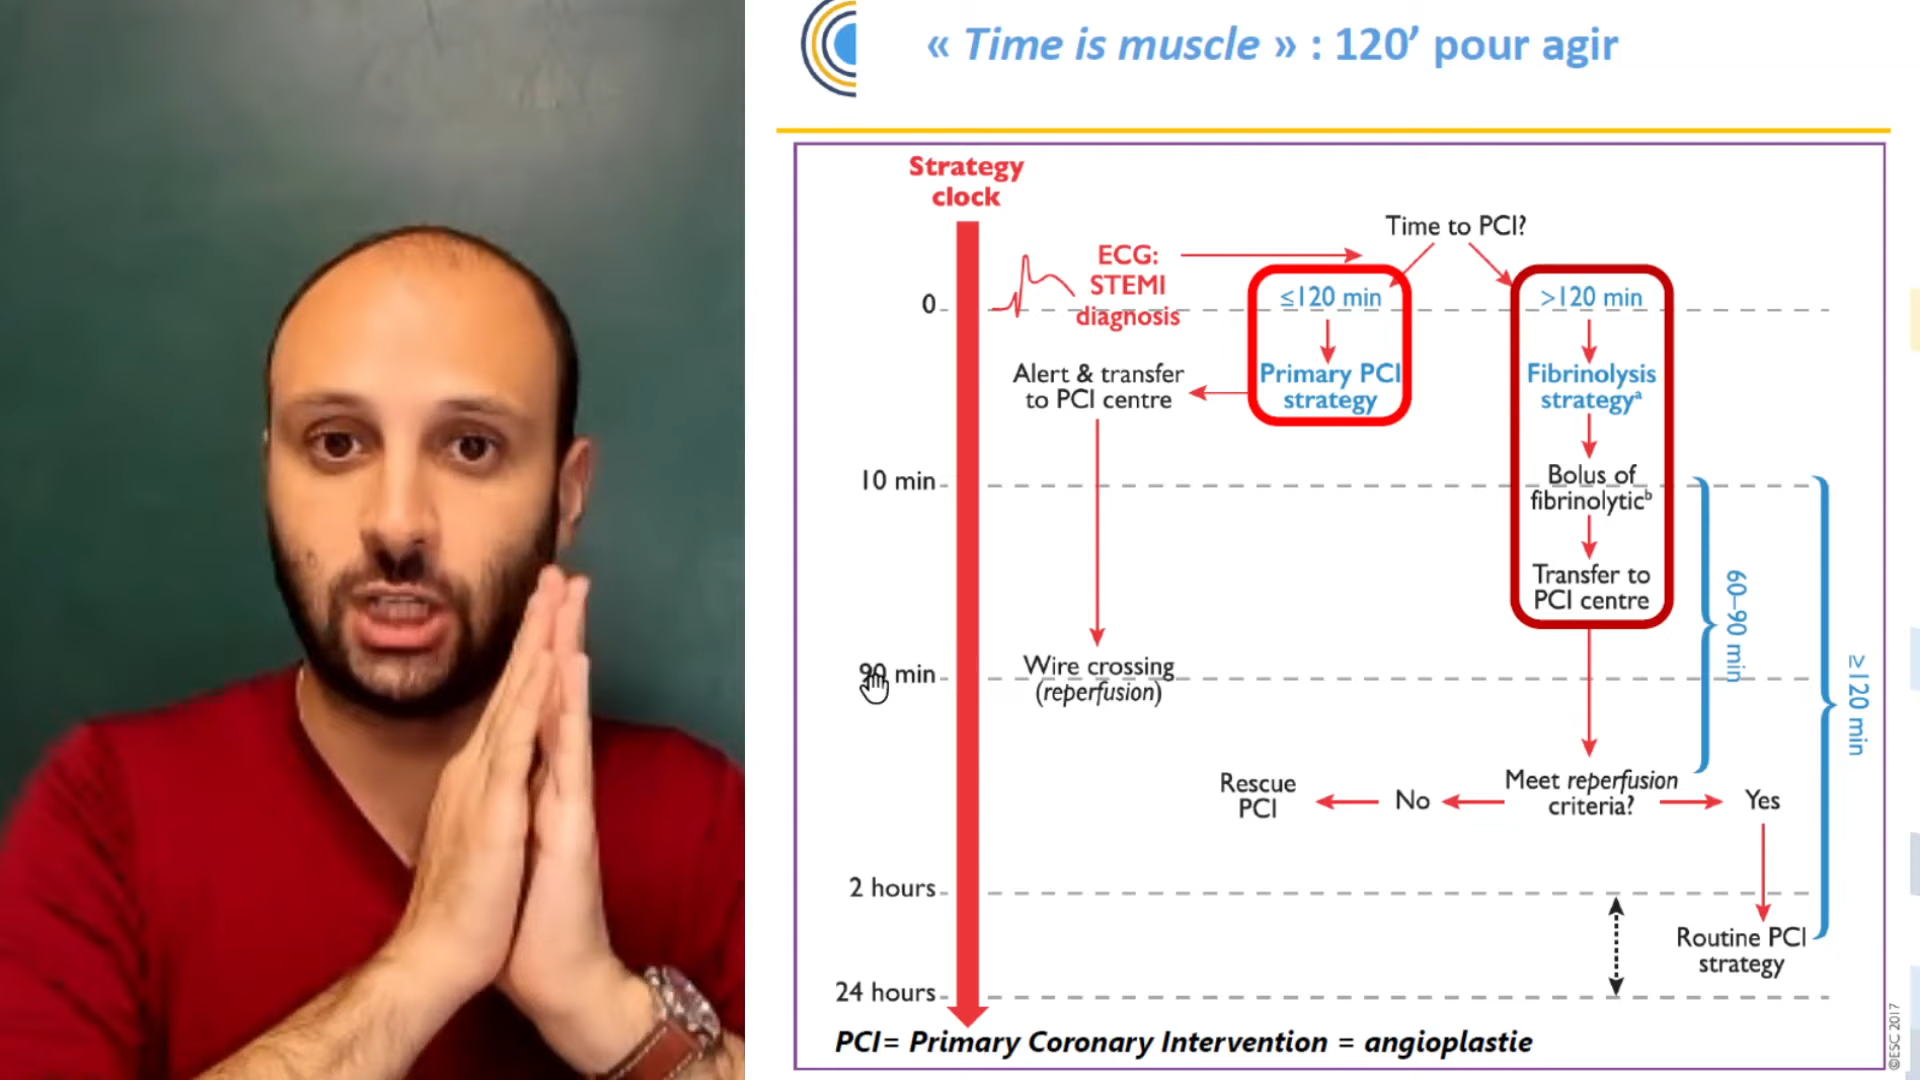 « Time is muscle » : 120’ pour agir
Strategy
clock
Time to PCI?
ECG:
STEMI
diagnosis
0
≤120 min
>120 min
Alert & transfer
to PCI centre
Primary PCI
strategy
Fibrinolysis
strategyᵃ
10 min
Bolus of
fibrinolyticᵇ
Transfer to
PCI centre
60–90 min
≥120 min
90 min
Wire crossing
(reperfusion)
Rescue
PCI
No
Meet reperfusion
criteria?
Yes
2 hours
Routine PCI
strategy
24 hours
PCI= Primary Coronary Intervention = angioplastie
©ESC 2017